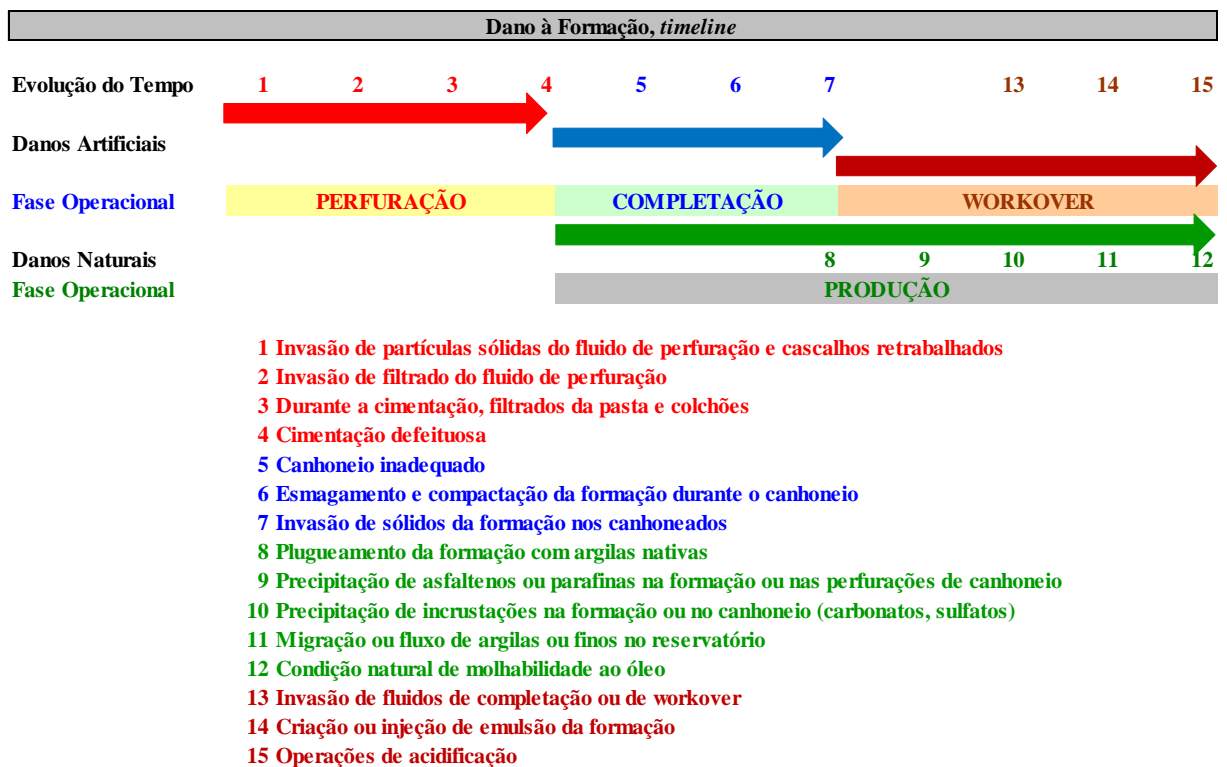 Dano à Formação, timeline
Evolução do Tempo 1 2 3 4 5 6 7 13 14 15
Danos Artificiais
Fase Operacional PERFURAÇÃO COMPLETAÇÃO WORKOVER
Danos Naturais 8 9 10 11 12
Fase Operacional PRODUÇÃO
1 Invasão de partículas sólidas do fluido de perfuração e cascalhos retrabalhados
2 Invasão de filtrado do fluido de perfuração
3 Durante a cimentação, filtrados da pasta e colchões
4 Cimentação defeituosa
5 Canhoneio inadequado
6 Esmagamento e compactação da formação durante o canhoneio
7 Invasão de sólidos da formação nos canhoneados
8 Plugueamento da formação com argilas nativas
9 Precipitação de asfaltenos ou parafinas na formação ou nas perfurações de canhoneio
10 Precipitação de incrustações na formação ou no canhoneio (carbonatos, sulfatos)
11 Migração ou fluxo de argilas ou finos no reservatório
12 Condição natural de molhabilidade ao óleo
13 Invasão de fluidos de completação ou de workover
14 Criação ou injeção de emulsão da formação
15 Operações de acidificação